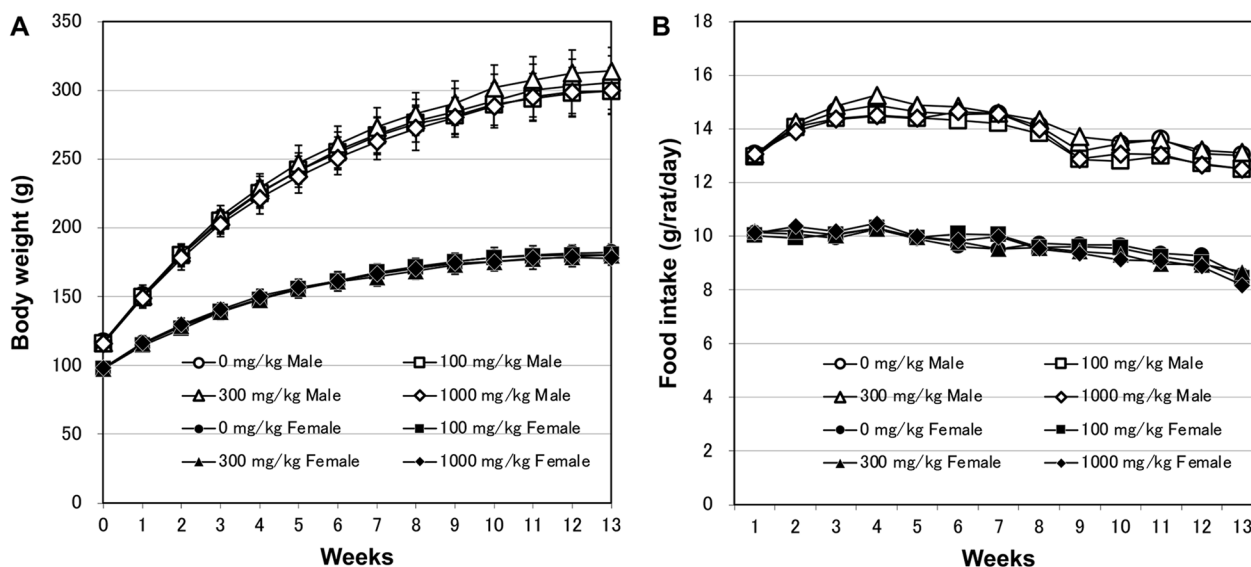 A
Body weight (g)
350
300
250
200
150
100
50
0
0 mg/kg Male
100 mg/kg Male
300 mg/kg Male
1000 mg/kg Male
0 mg/kg Female
100 mg/kg Female
300 mg/kg Female
1000 mg/kg Female
0 1 2 3 4 5 6 7 8 9 10 11 12 13
Weeks
B
Food intake (g/rat/day)
18
16
14
12
10
8
6
4
2
0
0 mg/kg Male
100 mg/kg Male
300 mg/kg Male
1000 mg/kg Male
0 mg/kg Female
100 mg/kg Female
300 mg/kg Female
1000 mg/kg Female
1 2 3 4 5 6 7 8 9 10 11 12 13
Weeks